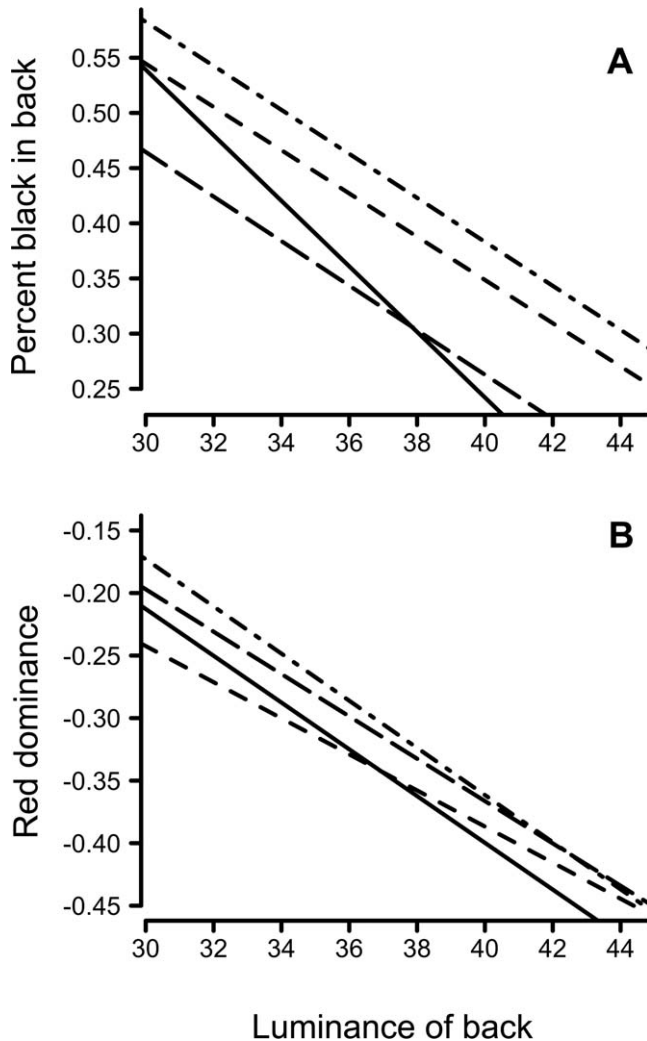 A
Percent black in back
0.55
0.50
0.45
0.40
0.35
0.30
0.25
30 32 34 36 38 40 42 44
B
Red dominance
-0.15
-0.20
-0.25
-0.30
-0.35
-0.40
-0.45
30 32 34 36 38 40 42 44
Luminance of back